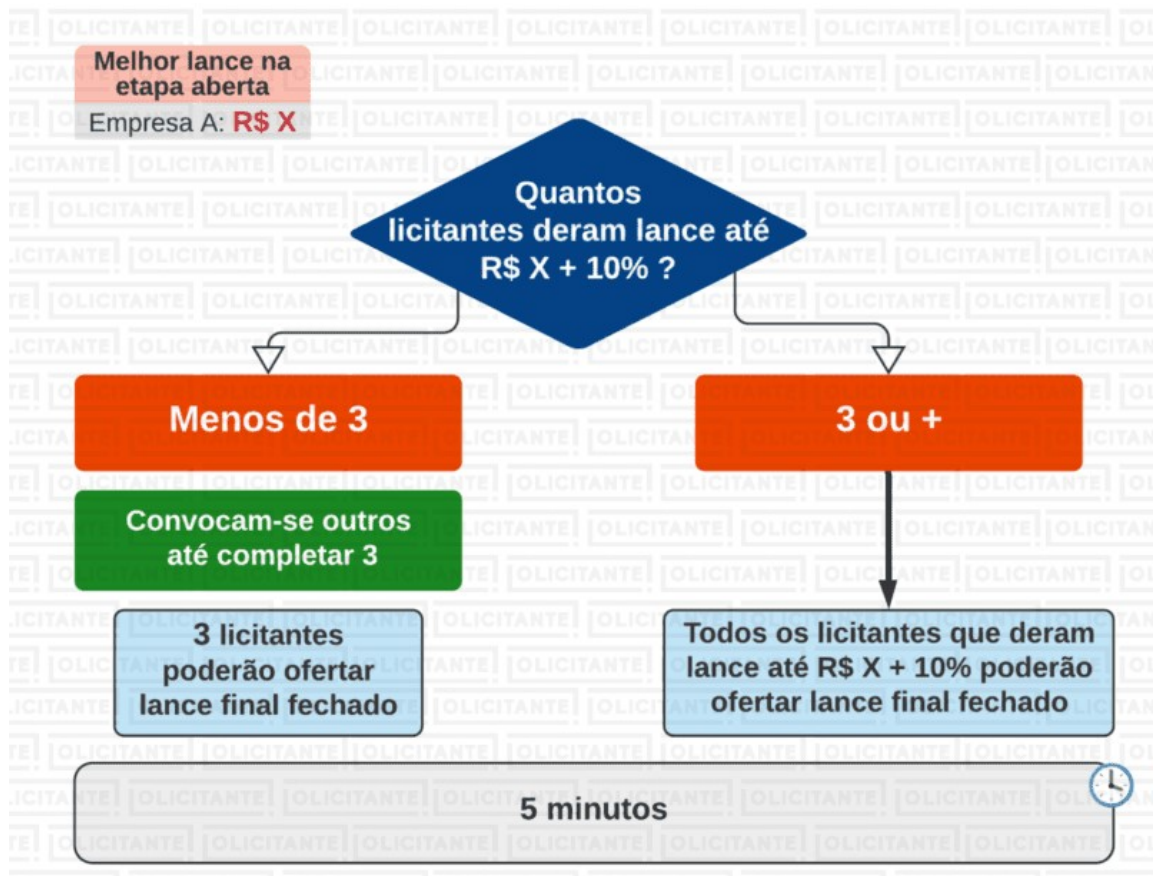 Melhor lance na
etapa aberta
Empresa A: R$ X
Quantos
licitantes deram lance até
R$ X + 10% ?
Menos de 3
3 ou +
Convocam-se outros
até completar 3
3 licitantes
poderão ofertar
lance final fechado
Todos os licitantes que deram
lance até R$ X + 10% poderão
ofertar lance final fechado
5 minutos
OLICITANTE